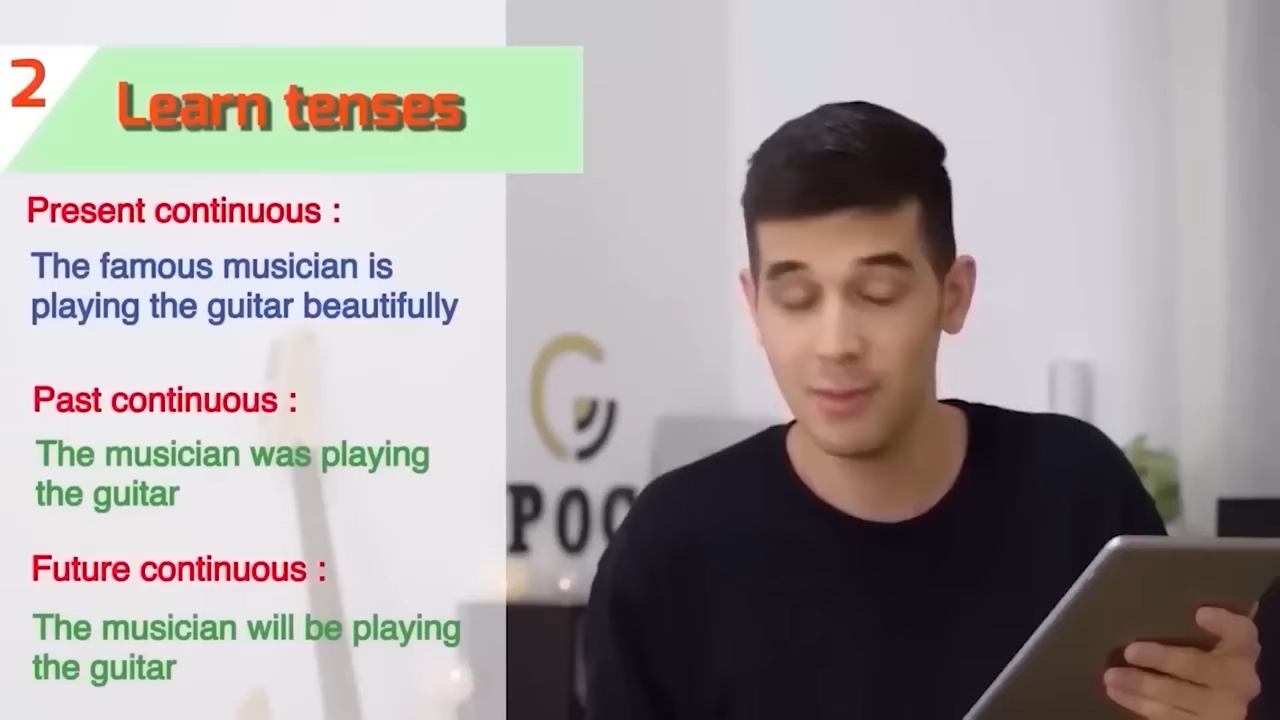 2
Learn tenses
Present continuous :
The famous musician is
playing the guitar beautifully
Past continuous :
The musician was playing
the guitar
Future continuous :
The musician will be playing
the guitar